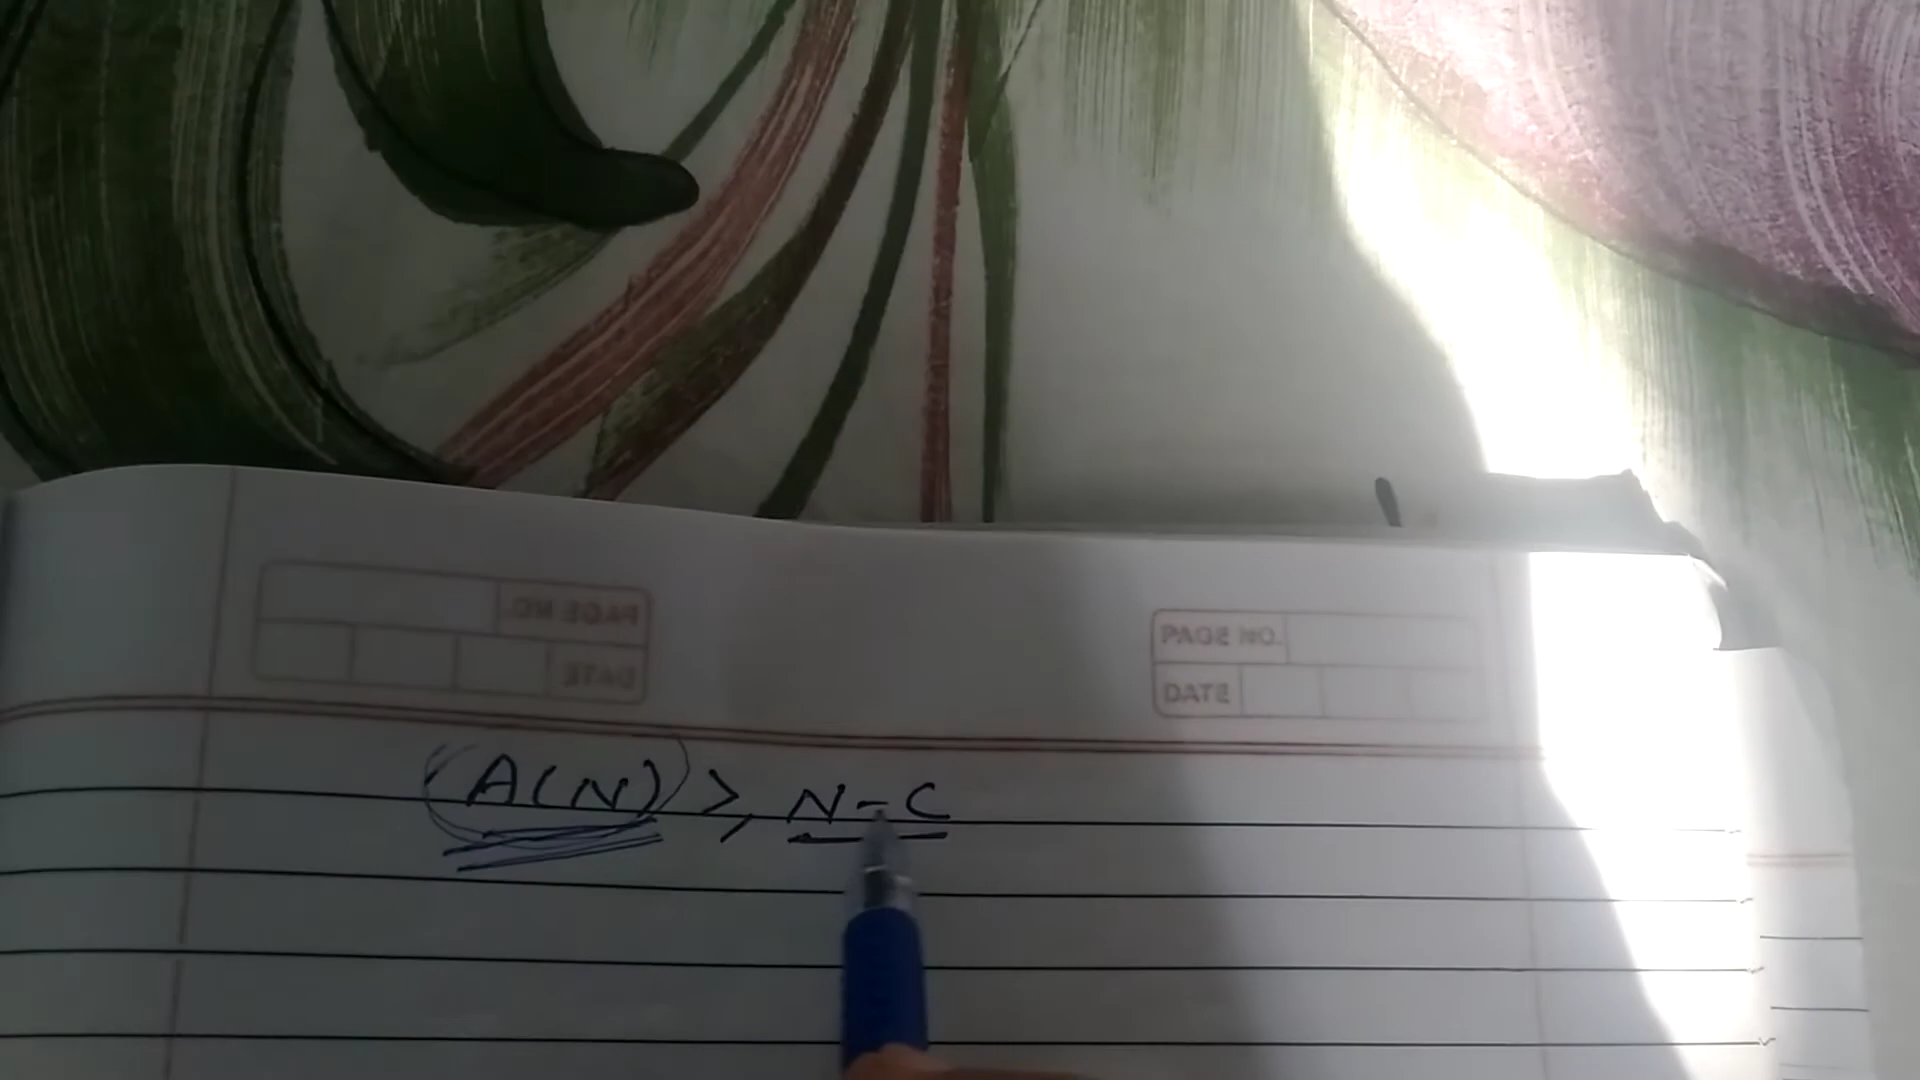 PAGE NO.
DATE
PAGE NO.
DATE
(A(N)) ⩾ N-C